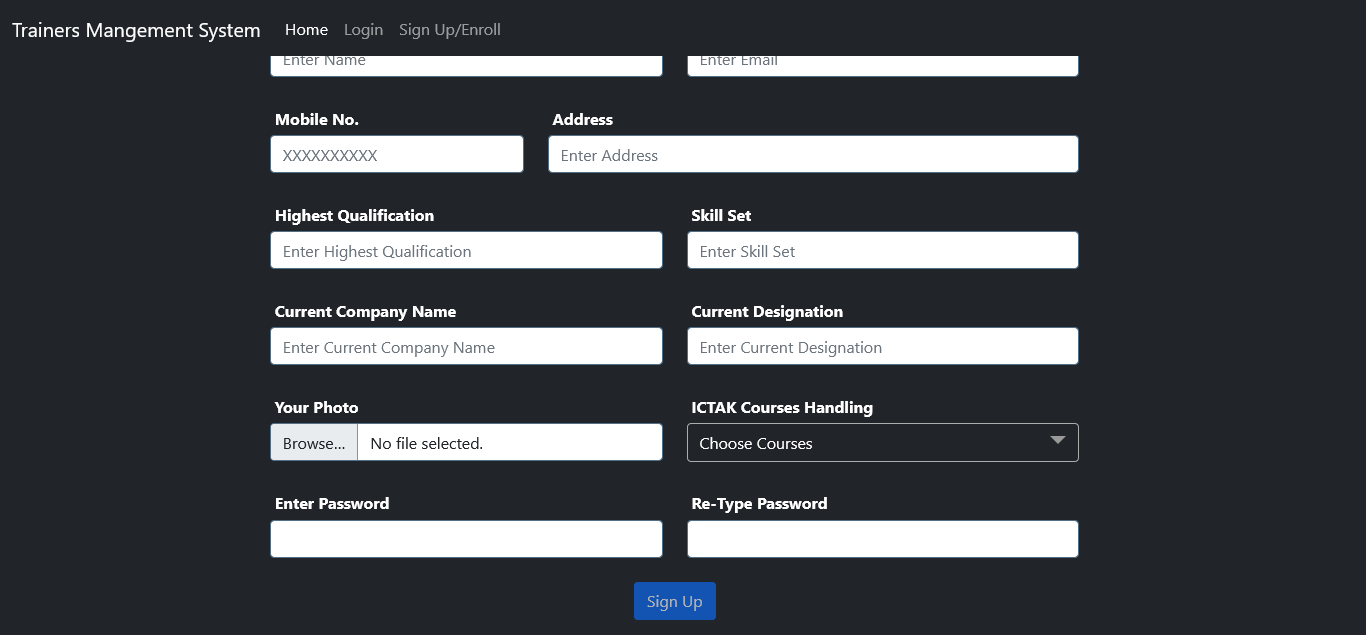 Trainers Mangement System Home Login Sign Up/Enroll
Enter Name Enter Email
Mobile No. Address
XXXXXXXXXX Enter Address
Highest Qualification Skill Set
Enter Highest Qualification Enter Skill Set
Current Company Name Current Designation
Enter Current Company Name Enter Current Designation
Your Photo ICTAK Courses Handling
Browse... No file selected. Choose Courses
Enter Password Re-Type Password
Sign Up